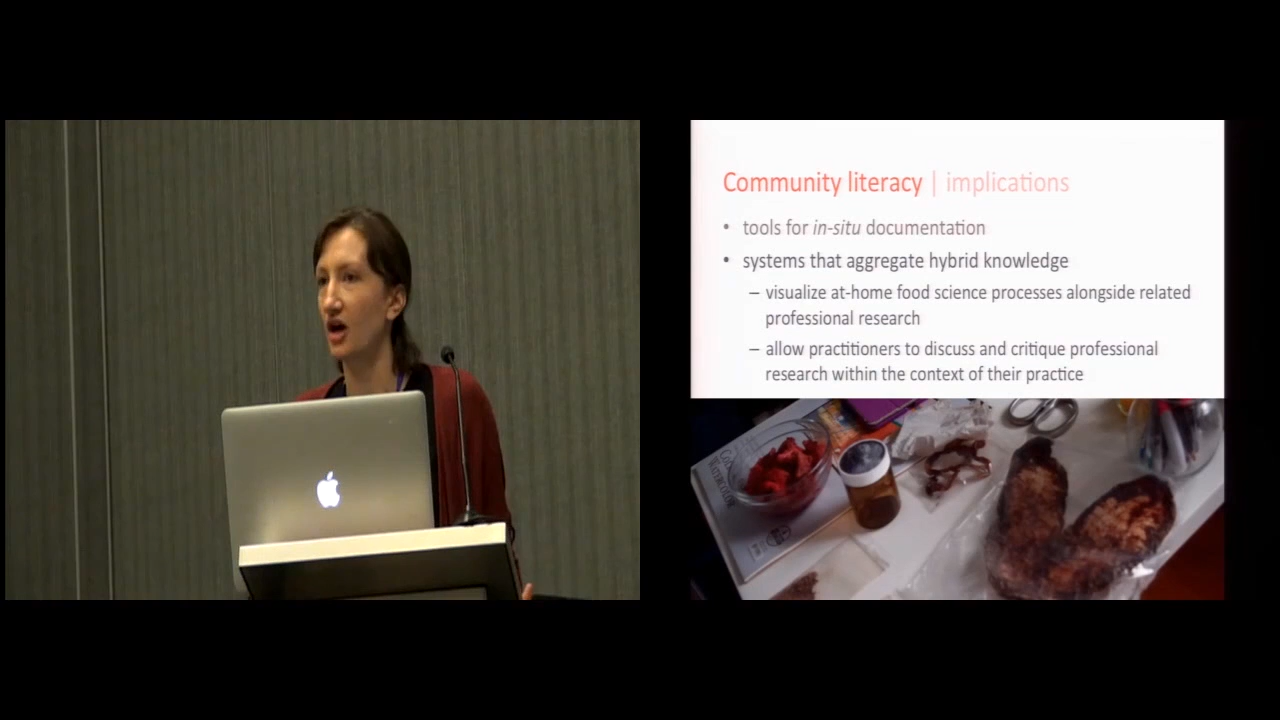 Community literacy | implications
• tools for in-situ documentation
• systems that aggregate hybrid knowledge
– visualize at-home food science processes alongside related
professional research
– allow practitioners to discuss and critique professional
research within the context of their practice
WATERCOLOR